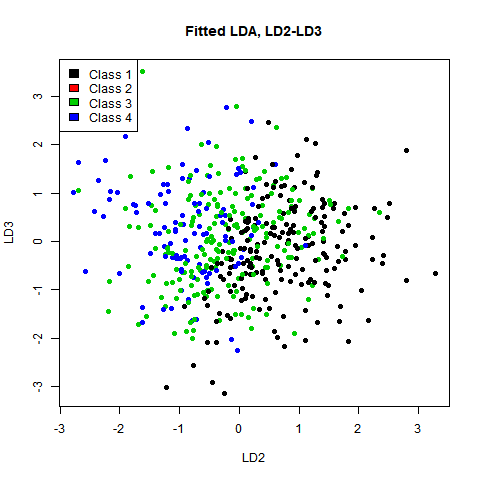 Fitted LDA, LD2-LD3
Class 1
Class 2
Class 3
Class 4
3
2
1
0
-1
-2
-3
LD3
-3 -2 -1 0 1 2 3
LD2